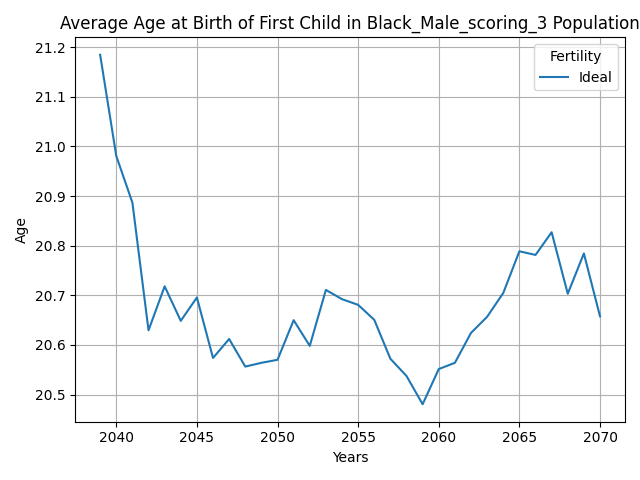 Average Age at Birth of First Child in Black_Male_scoring_3 Population
Fertility
Ideal
21.2
21.1
21.0
20.9
20.8
20.7
20.6
20.5
Age
2040 2045 2050 2055 2060 2065 2070
Years